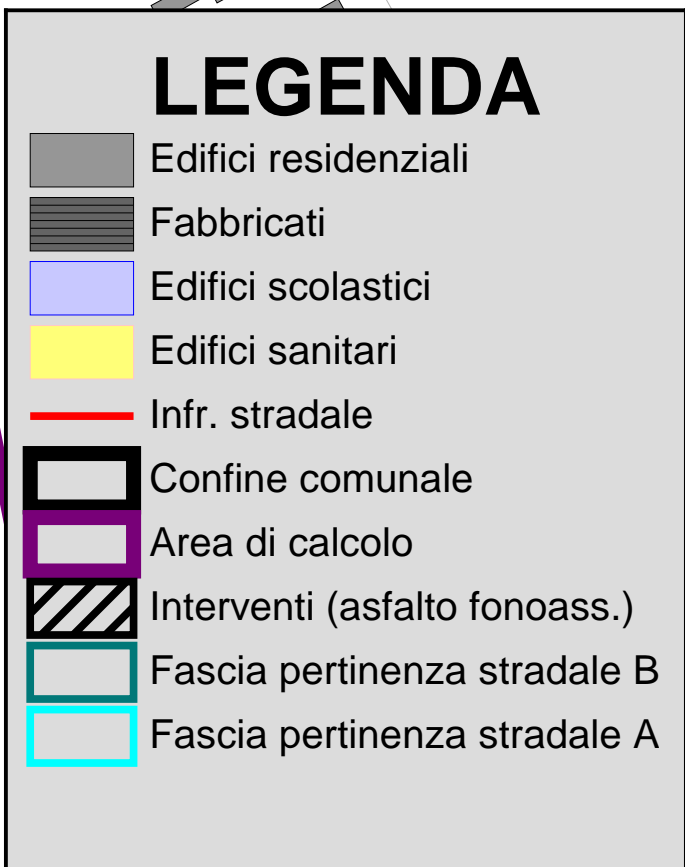 LEGENDA
Edifici residenziali
Fabbricati
Edifici scolastici
Edifici sanitari
Infr. stradale
Confine comunale
Area di calcolo
Interventi (asfalto fonoass.)
Fascia pertinenza stradale B
Fascia pertinenza stradale A